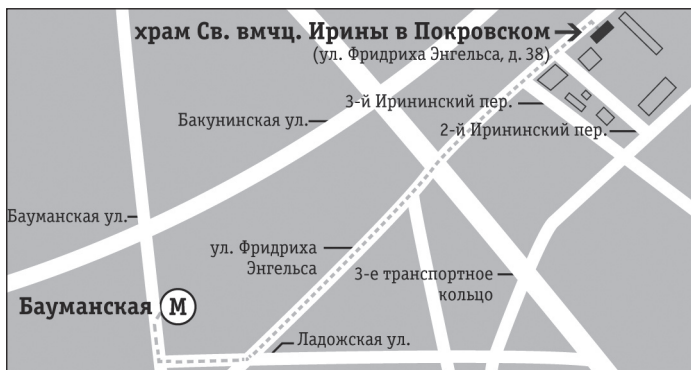 храм Св. вмчц. Ирины в Покровском
(ул. Фридриха Энгельса, д. 38)
3-й Ирининский пер.
Бакунинская ул.
2-й Ирининский пер.
Бауманская ул.
ул. Фридриха
Энгельса
3-е транспортное
кольцо
Бауманская М
Ладожская ул.